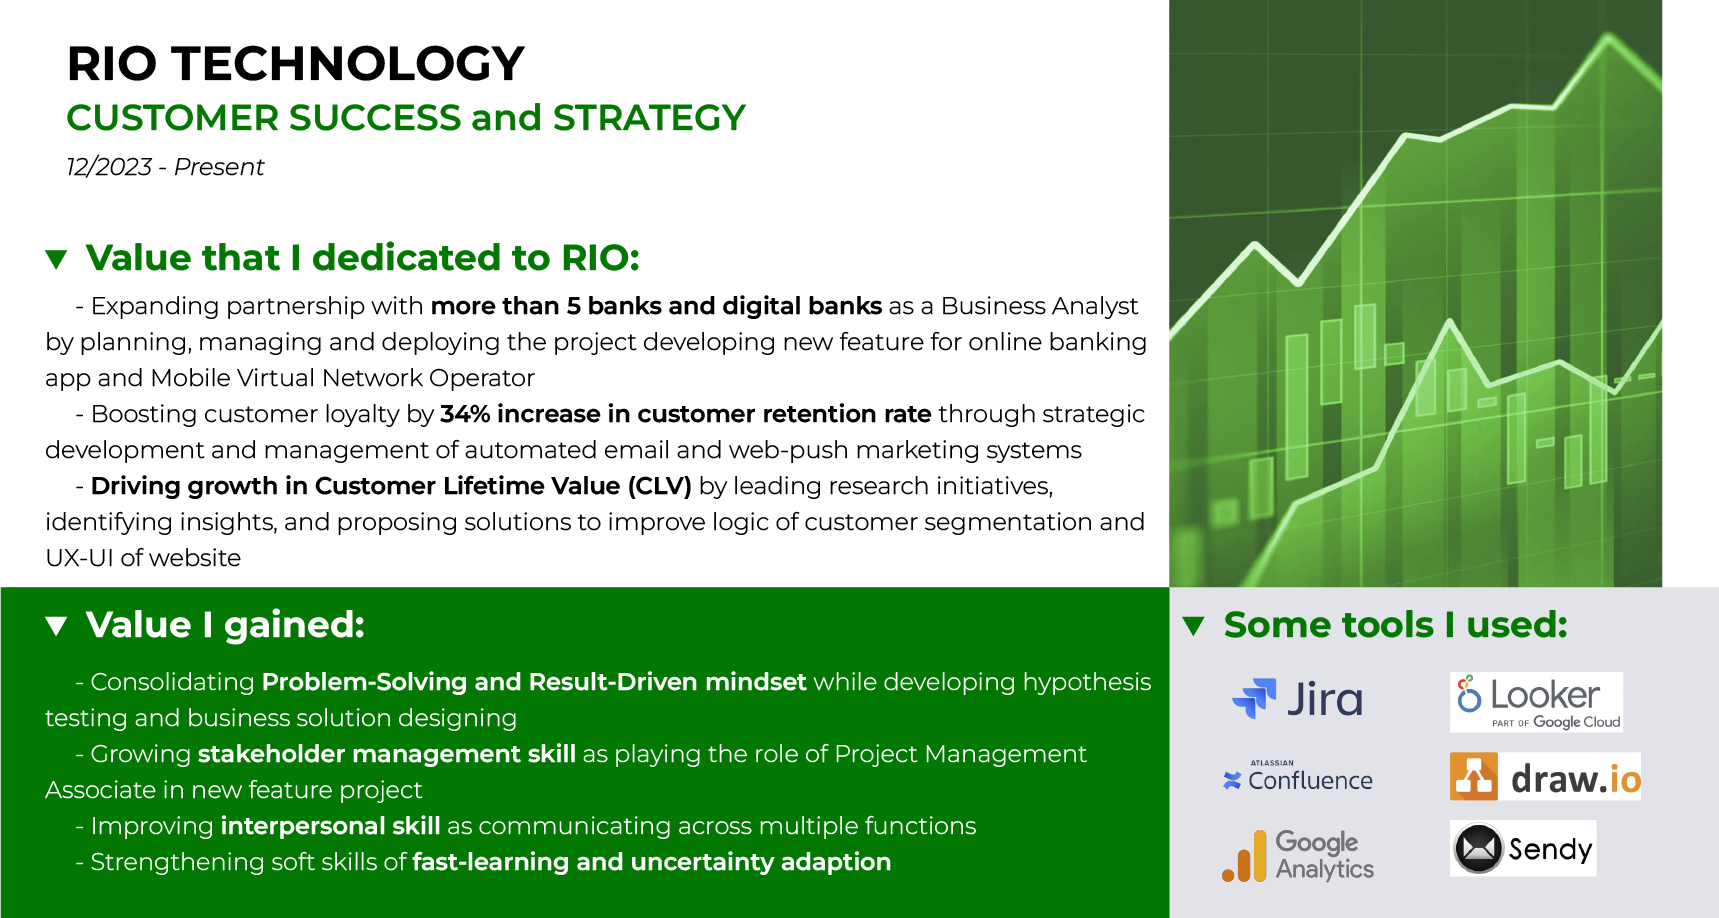 RIO TECHNOLOGY
CUSTOMER SUCCESS and STRATEGY
12/2023 - Present
Value that I dedicated to RIO:
- Expanding partnership with more than 5 banks and digital banks as a Business Analyst
by planning, managing and deploying the project developing new feature for online banking
app and Mobile Virtual Network Operator
- Boosting customer loyalty by 34% increase in customer retention rate through strategic
development and management of automated email and web-push marketing systems
- Driving growth in Customer Lifetime Value (CLV) by leading research initiatives,
identifying insights, and proposing solutions to improve logic of customer segmentation and
UX-UI of website
Value I gained:
- Consolidating Problem-Solving and Result-Driven mindset while developing hypothesis
testing and business solution designing
- Growing stakeholder management skill as playing the role of Project Management
Associate in new feature project
- Improving interpersonal skill as communicating across multiple functions
- Strengthening soft skills of fast-learning and uncertainty adaption
Some tools I used:
Jira
Looker
PART OF Google Cloud
ATLASSIAN
Confluence
draw.io
Google
Analytics
Sendy